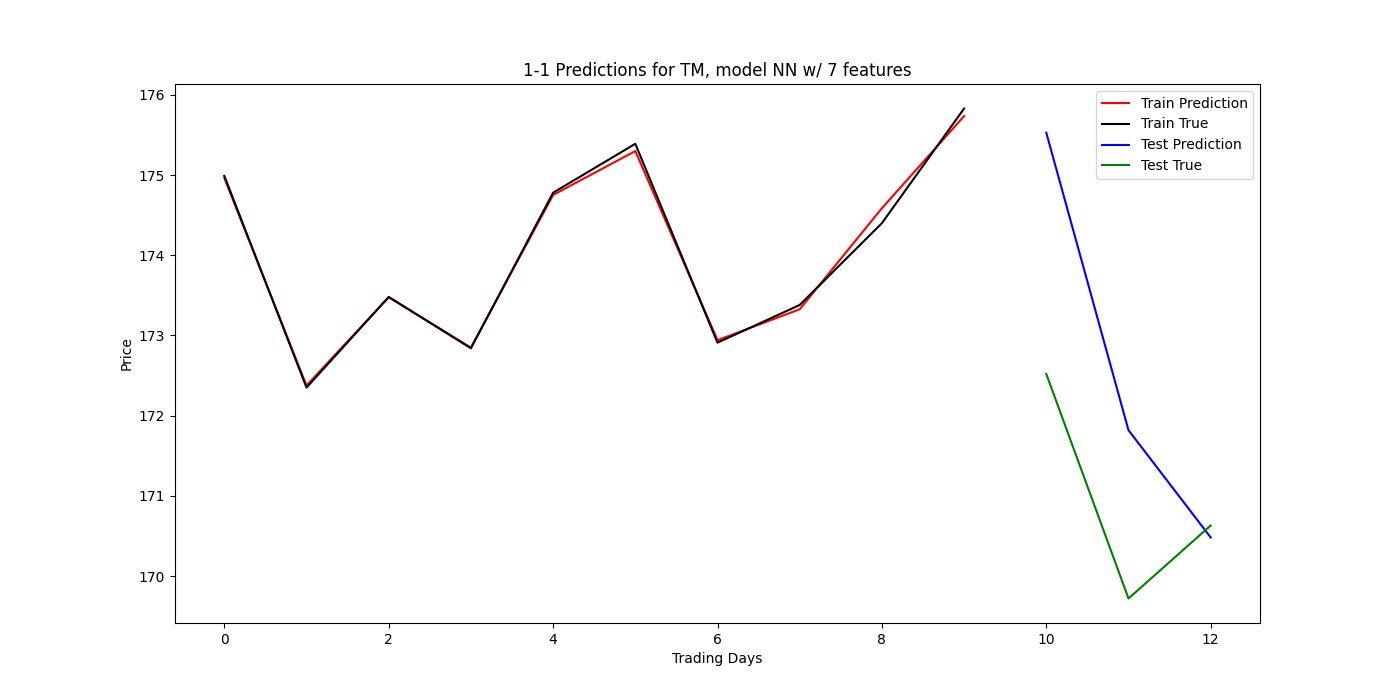 1-1 Predictions for TM, model NN w/ 7 features
Train Prediction
Train True
Test Prediction
Test True
176
175
174
173
172
171
170
Price
0 2 4 6 8 10 12
Trading Days